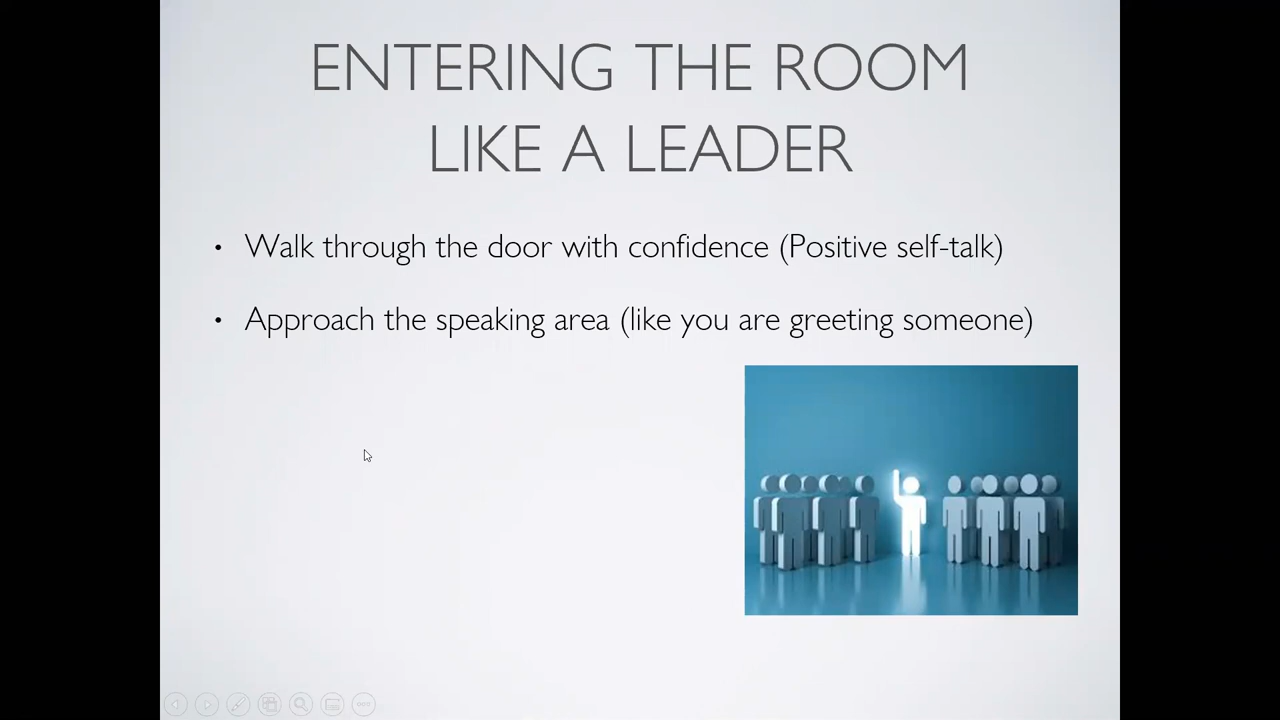 ENTERING THE ROOM
LIKE A LEADER
• Walk through the door with confidence (Positive self-talk)
• Approach the speaking area (like you are greeting someone)